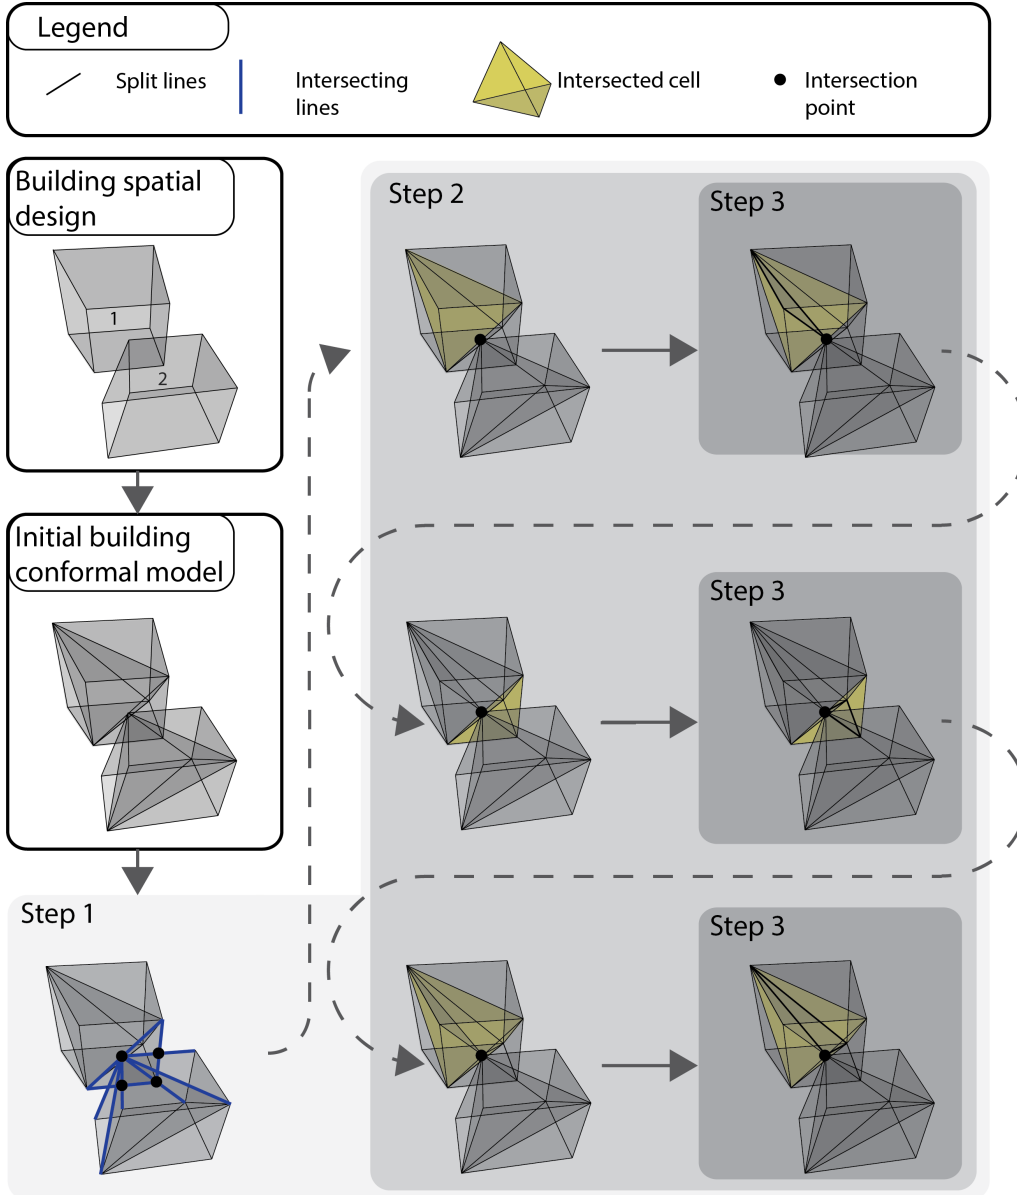 Legend
Split lines
Intersecting
lines
Intersected cell
Intersection
point
Building spatial
design
1
2
Initial building
conformal model
Step 1
Step 2
Step 3
Step 3
Step 3